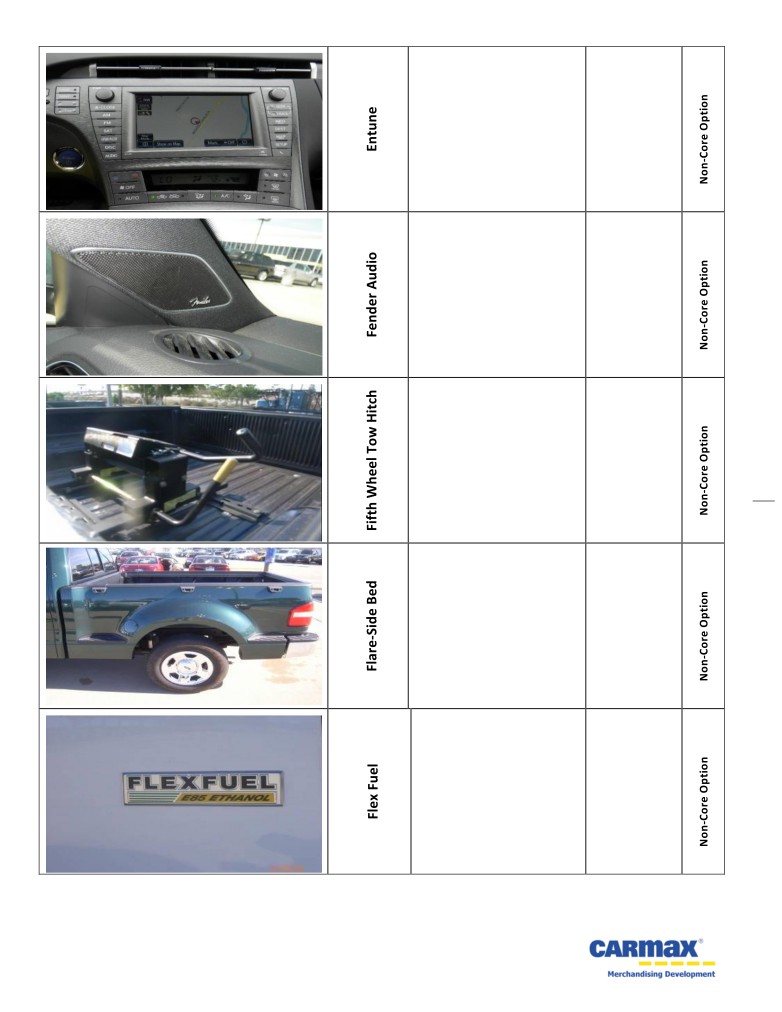 Entune
Non-Core Option
Fender Audio
Non-Core Option
Fender
Fifth Wheel Tow Hitch
Non-Core Option
Flare-Side Bed
Non-Core Option
FLEXFUEL
E85 ETHANOL
Flex Fuel
Non-Core Option
CARMAX®
Merchandising Development